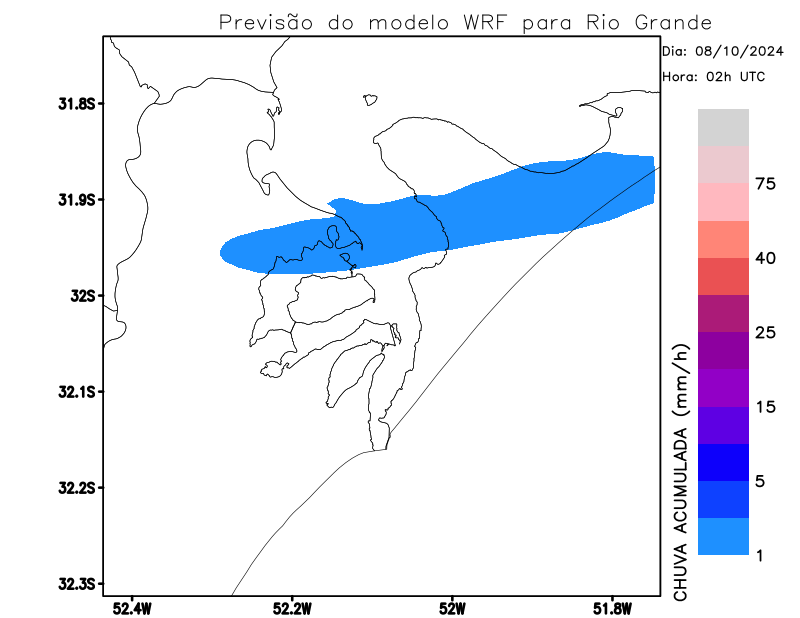 Previsão do modelo WRF para Rio Grande
Dia: 08/10/2024
Hora: 02h UTC
31.8S
31.9S
32S
32.1S
32.2S
32.3S
52.4W
52.2W
52W
51.8W
CHUVA ACUMULADA (mm/h)
75
40
25
15
5
1